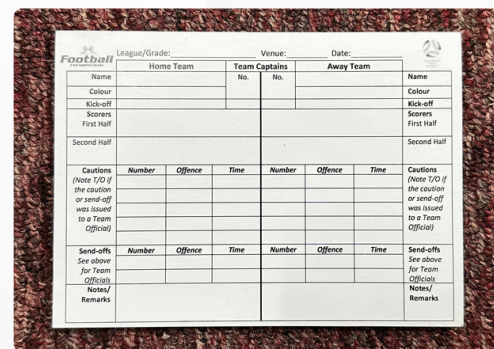 Football
League/Grade: Venue: Date:
Home Team Team Captains Away Team
Name No. No. Name
Colour Colour
Kick-off Kick-off
Scorers Scorers
First Half First Half
Second Half Second Half
Cautions Number Offence Time Number Offence Time Cautions
(Note T/O if (Note T/O if
the caution the caution
or send-off or send-off
was issued was issued
to a Team to a Team
Official) Official)
Send-offs Number Offence Time Number Offence Time Send-offs
See above See above
for Team for Team
Officials Officials
Notes/ Notes/
Remarks Remarks